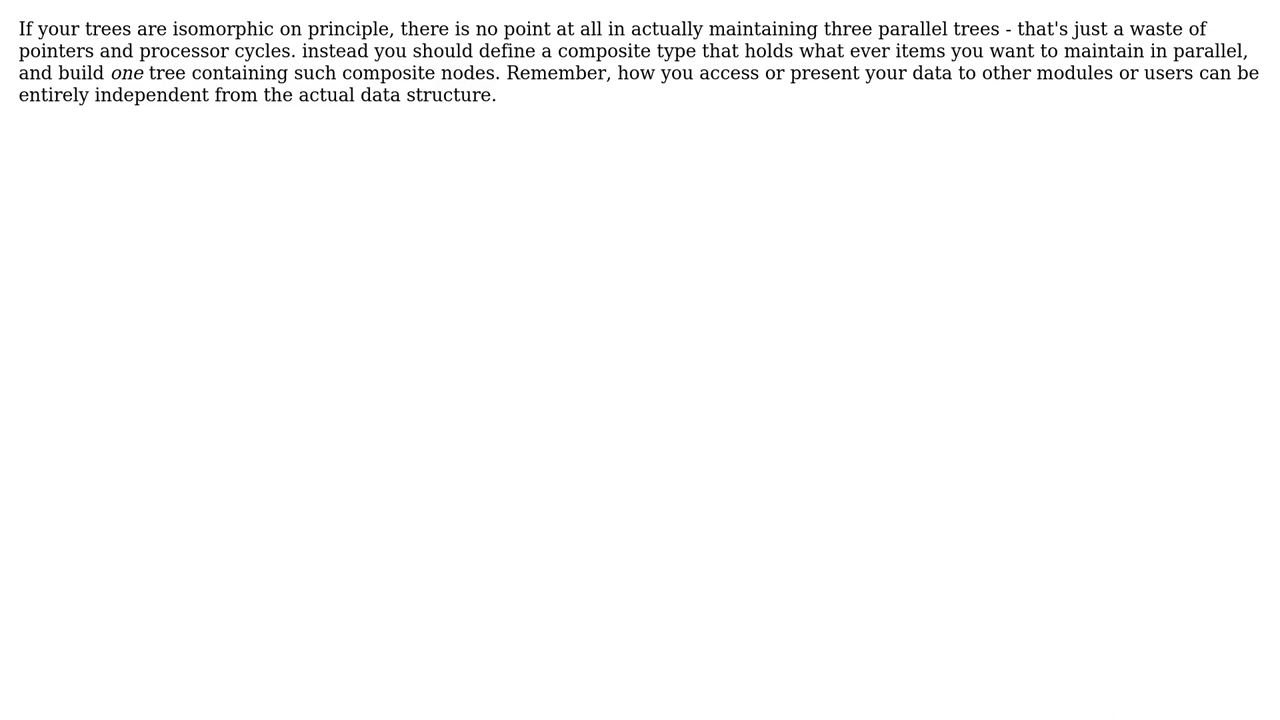 If your trees are isomorphic on principle, there is no point at all in actually maintaining three parallel trees - that's just a waste of
pointers and processor cycles. instead you should define a composite type that holds what ever items you want to maintain in parallel,
and build one tree containing such composite nodes. Remember, how you access or present your data to other modules or users can be
entirely independent from the actual data structure.